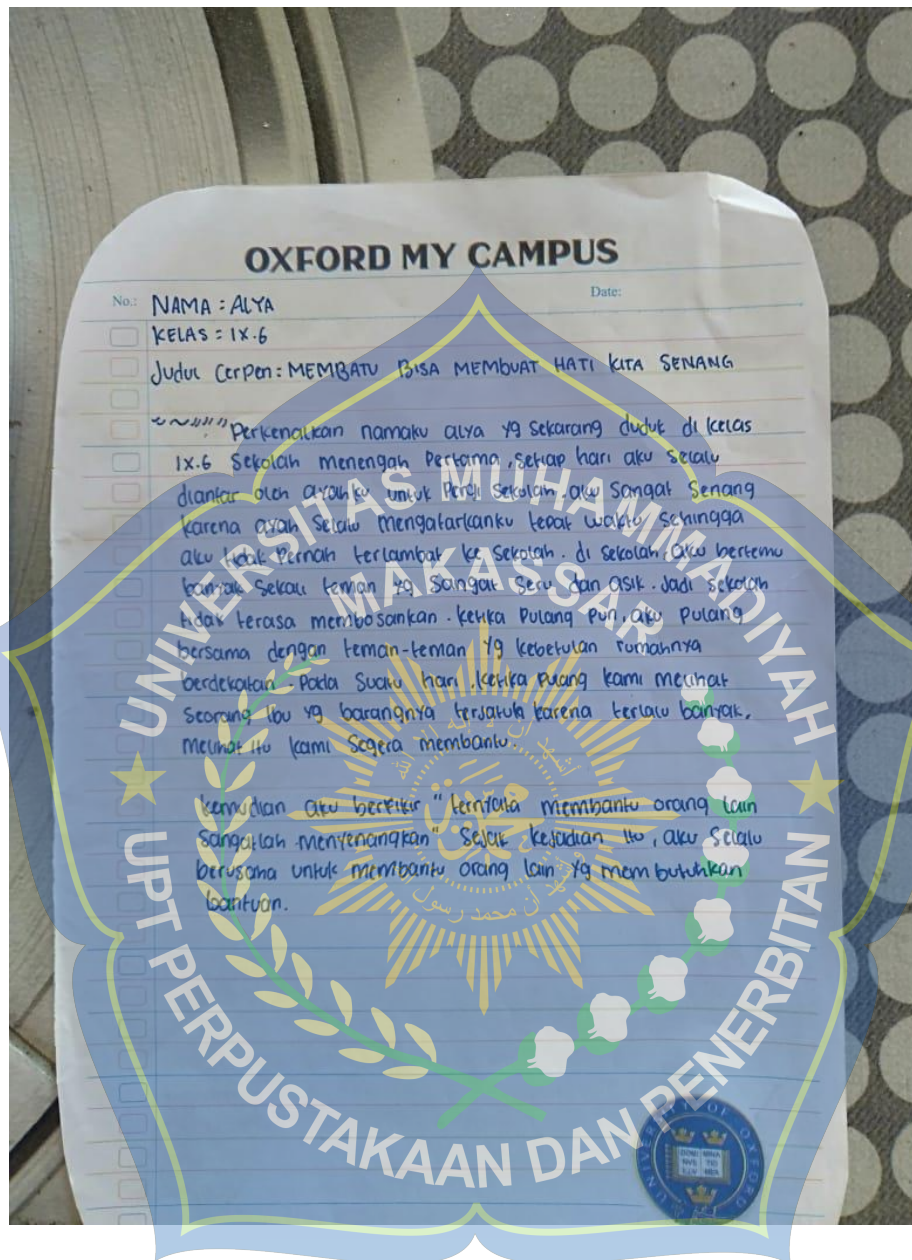 OXFORD MY CAMPUS
No.:
Date:
NAMA : ALYA
KELAS : IX.6
Judul Cerpen : MEMBATU BISA MEMBUAT HATI KITA SENANG
Perkenalkan namaku alya yg sekarang duduk di kelas
IX.6 Sekolah menengah Pertama, setiap hari aku selalu
diantar oleh ayahku untuk Pergi sekolah. aku sangat senang
karena ayah selalu mengatarkanku tepat waktu sehingga
aku tidak pernah terlambat ke sekolah. di sekolah, aku bertemu
banyak sekali teman yg sangat seru dan asik. Jadi sekolah
tidak terasa membosankan. ketika pulang pun, aku pulang
bersama dengan teman-teman yg kebetulan rumahnya
berdekatan. Pada suatu hari, ketika puang kami melihat
seorang ibu yg barangnya terjatuh karena terlalu banyak,
melihat itu kami segera membantu.
kemudian aku berfikir "ternyata membantu orang lain
sangatlah menyenangkan" Sejak kejadian itu, aku selalu
berusaha untuk membantu orang lain yg membutuhkan
bantuan.
UNIVERSITAS MUHAMMADIYAH
MAKASSAR
UPT PERPUSTAKAAN DAN PENERBITAN
UNIVERSITY OF OXFORD